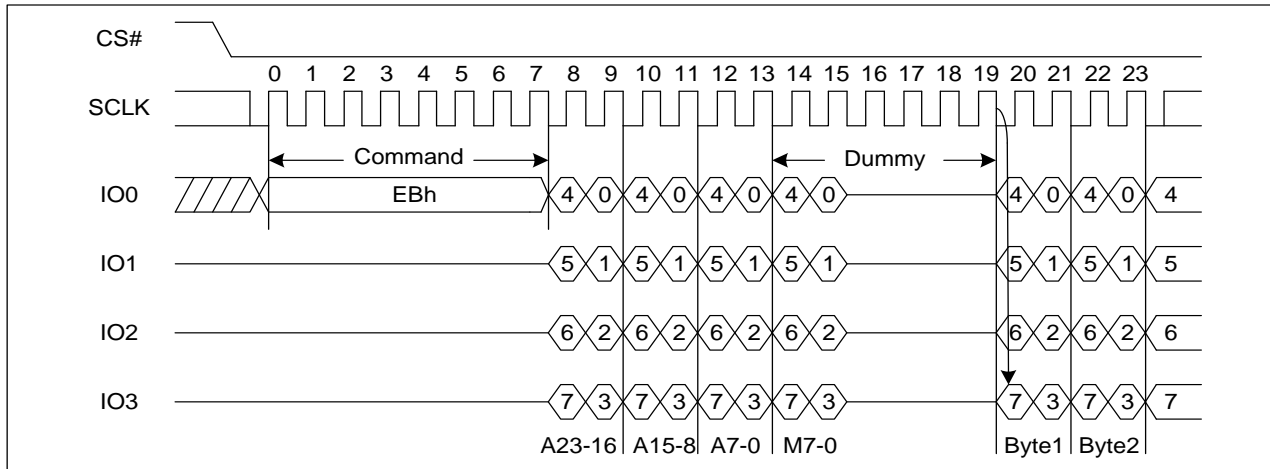 CS#
0 1 2 3 4 5 6 7 8 9 10 11 12 13 14 15 16 17 18 19 20 21 22 23
SCLK
Command Dummy
IO0 EBh 4 0 4 0 4 0 4 0 4 0 4 0 4
IO1 5 1 5 1 5 1 5 1 5 1 5 1 5
IO2 6 2 6 2 6 2 6 2 6 2 6 2 6
IO3 7 3 7 3 7 3 7 3 7 3 7 3 7
A23-16 A15-8 A7-0 M7-0 Byte1 Byte2